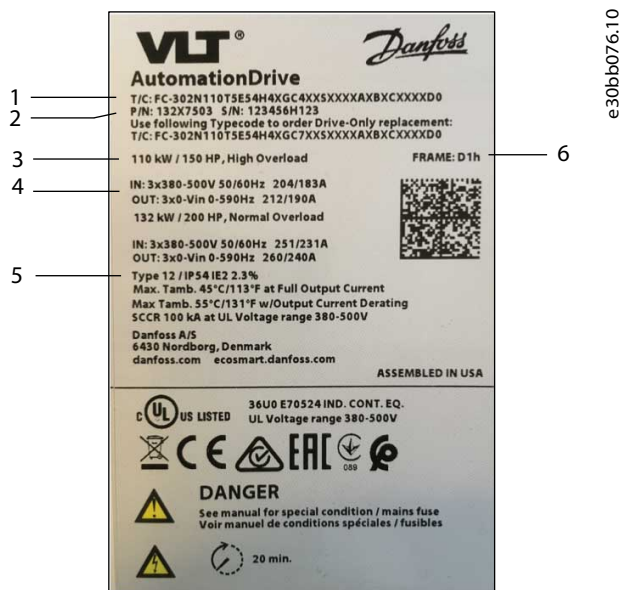 e30bb076.10
VLT®
Danfoss
AutomationDrive
1
T/C: FC-302N110T5E54H4XGC4XXSXXXXAXBXCXXXXD0
2
P/N: 132X7503 S/N: 123456H123
Use following Typecode to order Drive-Only replacement:
T/C: FC-302N110T5E54H4XGC7XXSXXXXAXBXCXXXXD0
3
110 kW / 150 HP, High Overload
FRAME: D1h
6
4
IN: 3x380-500V 50/60Hz 204/183A
OUT: 3x0-Vin 0-590Hz 212/190A
132 kW / 200 HP, Normal Overload
IN: 3x380-500V 50/60Hz 251/231A
OUT: 3x0-Vin 0-590Hz 260/240A
5
Type 12 / IP54 IE2 2.3%
Max. Tamb. 45°C/113°F at Full Output Current
Max Tamb. 55°C/131°F w/Output Current Derating
SCCR 100 kA at UL Voltage range 380-500V
Danfoss A/S
6430 Nordborg, Denmark
danfoss.com ecosmart.danfoss.com
ASSEMBLED IN USA
C UL US LISTED
36U0 E70524 IND. CONT. EQ.
UL Voltage range 380-500V
CE
EAC
089
DANGER
See manual for special condition / mains fuse
Voir manuel de conditions spéciales / fusibles
20 min.